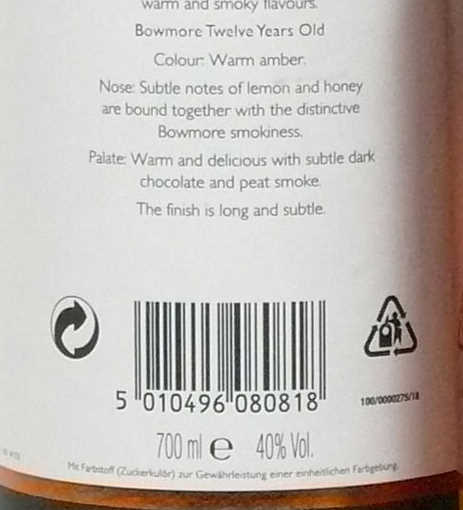 warm and smoky flavours.
Bowmore Twelve Years Old
Colour: Warm amber.
Nose: Subtle notes of lemon and honey
are bound together with the distinctive
Bowmore smokiness.
Palate: Warm and delicious with subtle dark
chocolate and peat smoke.
The finish is long and subtle.
5 010496 080818
100/0000275/18
700 ml e 40% Vol.
Mit Farbstoff (Zuckerkulör) zur Gewährleistung einer einheitlichen Farbgebung.